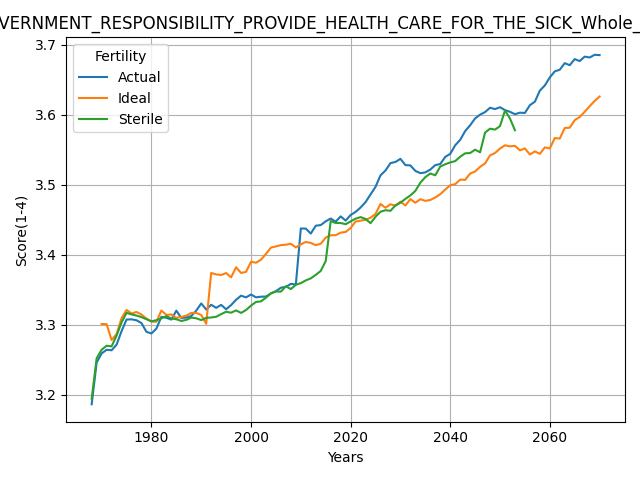 VERNMENT_RESPONSIBILITY_PROVIDE_HEALTH_CARE_FOR_THE_SICK_Whole_
3.7
3.6
3.5
3.4
3.3
3.2
Score(1-4)
Fertility
Actual
Ideal
Sterile
1980
2000
2020
2040
2060
Years